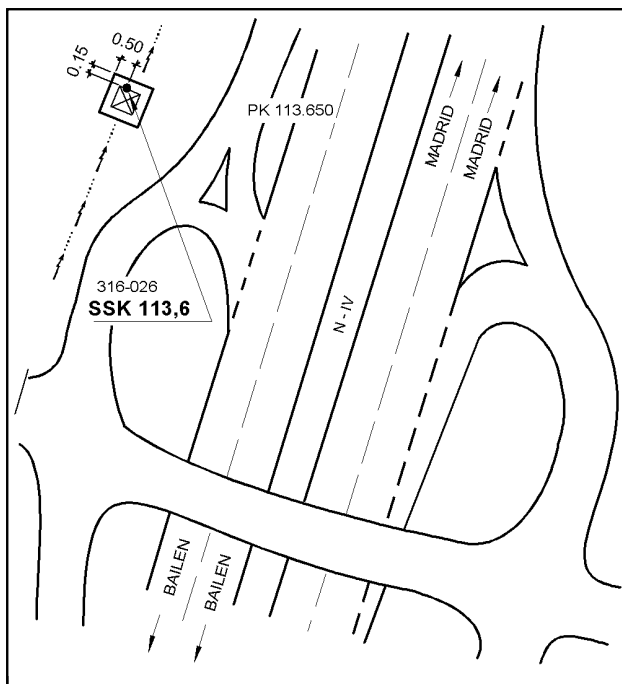 0.50
0.15
PK 113.650
MADRID
MADRID
316-026
SSK 113,6
N - IV
BAILEN
BAILEN